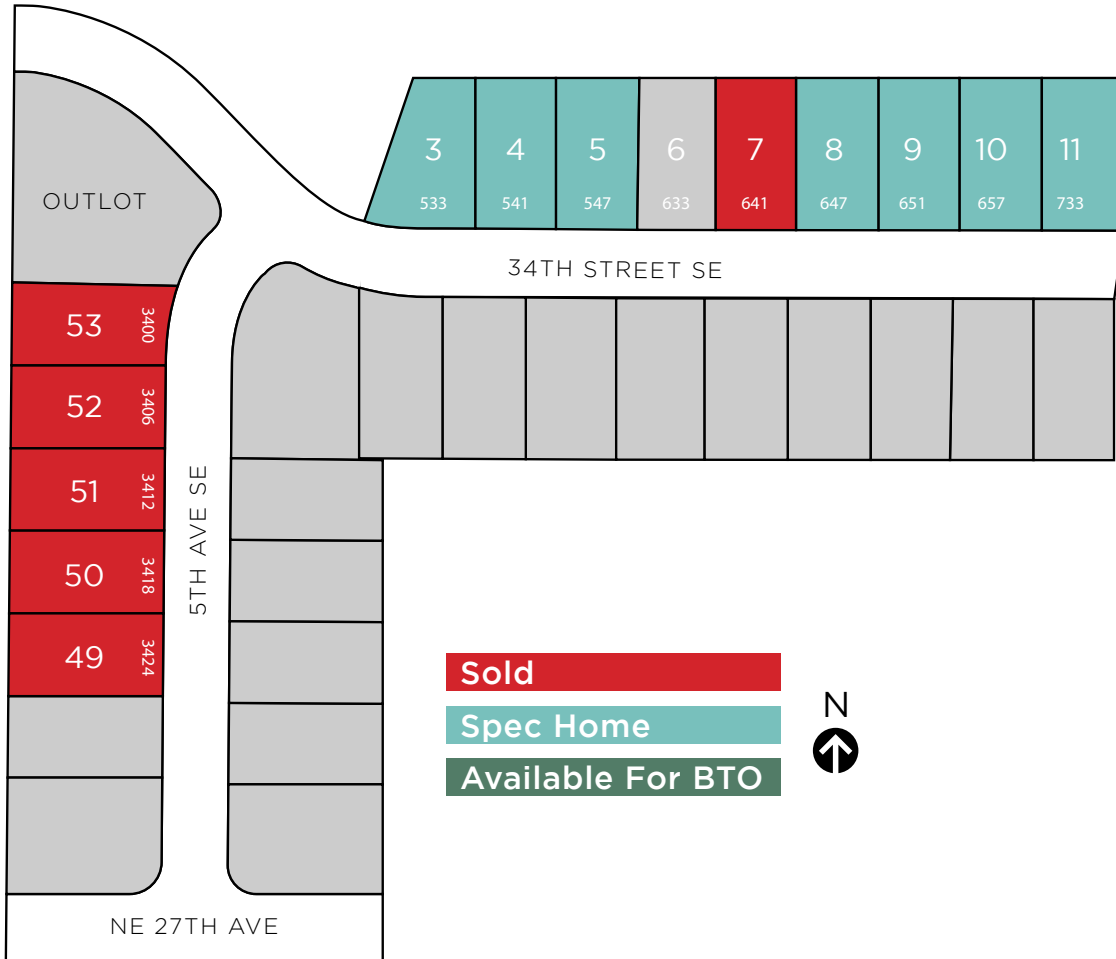 3 4 5 6 7 8 9 10 11
533 541 547 633 641 647 651 657 733
OUTLOT
34TH STREET SE
53 3400
52 3406
51 3412
50 3418
49 3424
5TH AVE SE
Sold
Spec Home
Available For BTO
N
NE 27TH AVE